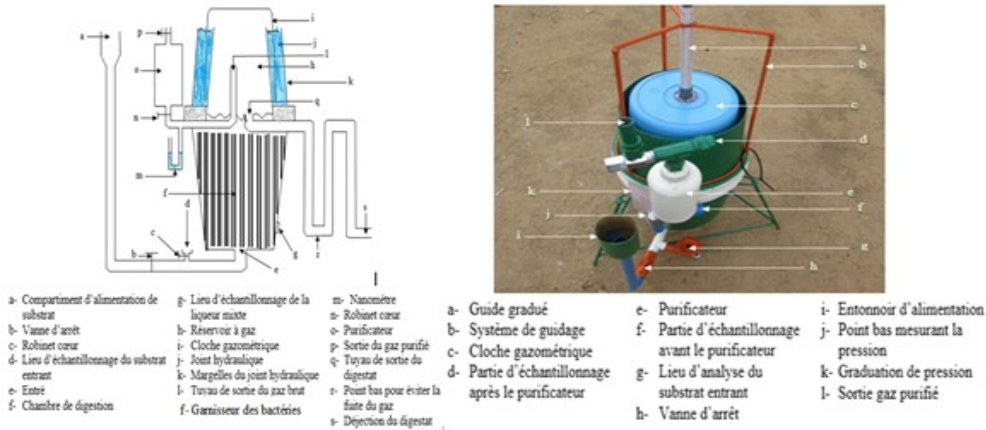 a
p
o
n
m
f
d
c
b
i
j
l
h
k
q
s
g
r
e
a- Compartiment d'alimentation de
substrat
b- Vanne d'arrêt
c- Robinet cœur
d- Lieu d'échantillonnage du substrat
entrant
e- Entré
f- Chambre de digestion
g- Lieu d'échantillonnage de la
liqueur mixte
h- Réservoir à gaz
i- Cloche gazométrique
j- Joint hydraulique
k- Margelles du joint hydraulique
l- Tuyau de sortie du gaz brut
f- Garnisseur des bactéries
m- Nanomètre
n- Robinet cœur
o- Purificateur
p- Sortie du gaz purifié
q- Tuyau de sortie du
digestat
r- Point bas pour éviter la
fuite du gaz
s- Déjection du digestat
a
b
c
d
e
f
g
h
l
k
j
i
a- Guide gradué
b- Système de guidage
c- Cloche gazométrique
d- Partie d'échantillonnage
après le purificateur
e- Purificateur
f- Partie d'échantillonnage
avant le purificateur
g- Lieu d'analyse du
substrat entrant
h- Vanne d'arrêt
i- Entonnoir d'alimentation
j- Point bas mesurant la
pression
k- Graduation de pression
l- Sortie gaz purifié